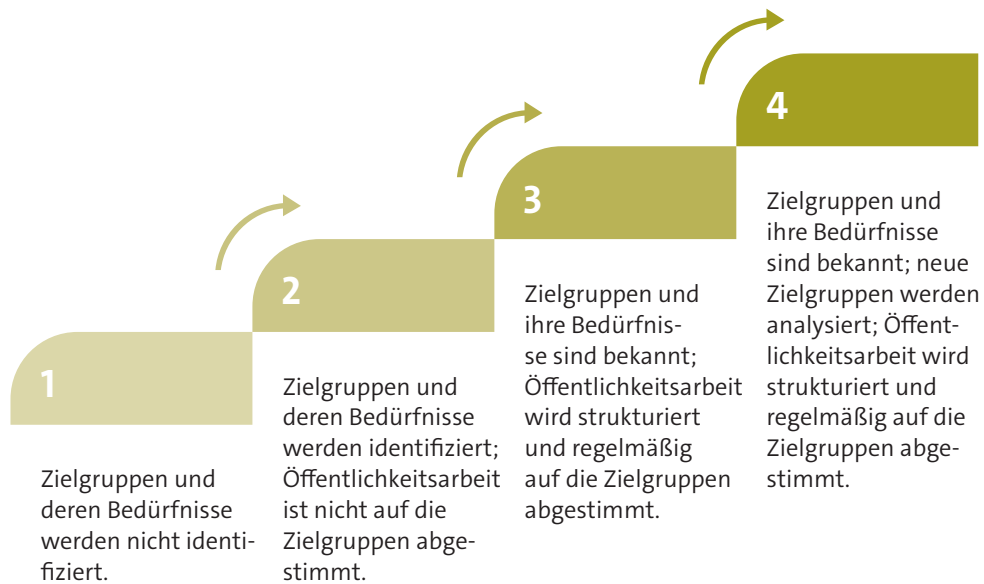 1
Zielgruppen und
deren Bedürfnisse
werden nicht identi-
fiziert.
2
Zielgruppen und
deren Bedürfnisse
werden identifiziert;
Öffentlichkeitsarbeit
ist nicht auf die
Zielgruppen abge-
stimmt.
3
Zielgruppen und
ihre Bedürfnis-
se sind bekannt;
Öffentlichkeitsarbeit
wird strukturiert
und regelmäßig
auf die Zielgruppen
abgestimmt.
4
Zielgruppen und
ihre Bedürfnisse
sind bekannt; neue
Zielgruppen werden
analysiert; Öffent-
lichkeitsarbeit wird
strukturiert und
regelmäßig auf die
Zielgruppen abge-
stimmt.